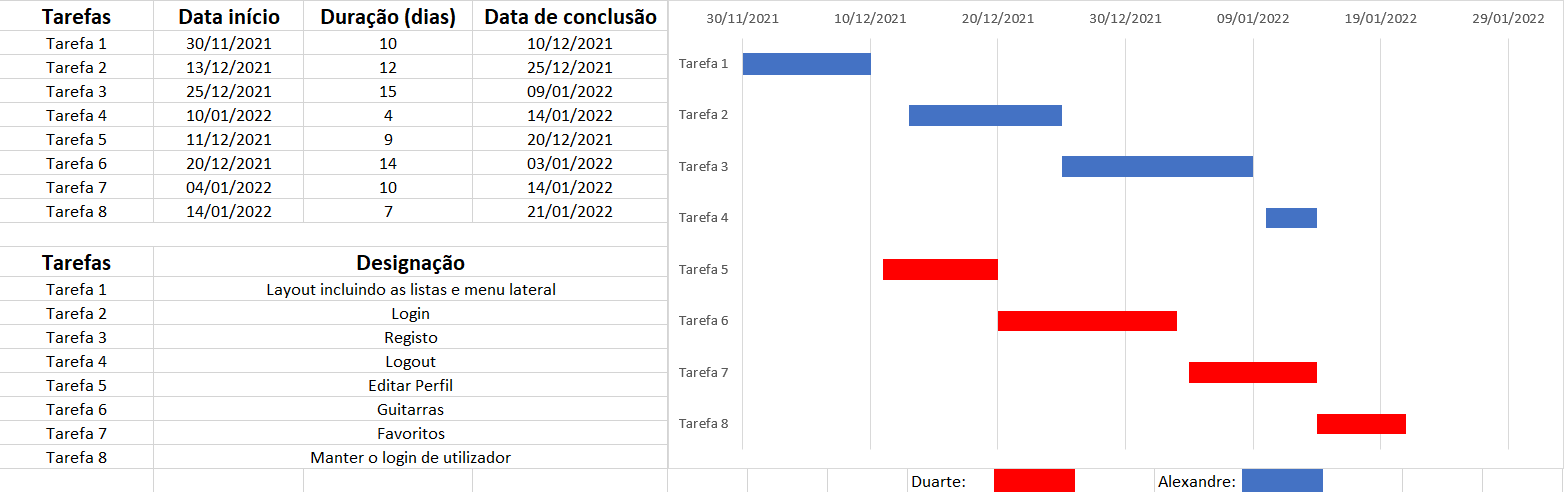 Tarefas Data início Duração (dias) Data de conclusão
Tarefa 1 30/11/2021 10 10/12/2021
Tarefa 2 13/12/2021 12 25/12/2021
Tarefa 3 25/12/2021 15 09/01/2022
Tarefa 4 10/01/2022 4 14/01/2022
Tarefa 5 11/12/2021 9 20/12/2021
Tarefa 6 20/12/2021 14 03/01/2022
Tarefa 7 04/01/2022 10 14/01/2022
Tarefa 8 14/01/2022 7 21/01/2022
Tarefas Designação
Tarefa 1 Layout incluindo as listas e menu lateral
Tarefa 2 Login
Tarefa 3 Registo
Tarefa 4 Logout
Tarefa 5 Editar Perfil
Tarefa 6 Guitarras
Tarefa 7 Favoritos
Tarefa 8 Manter o login de utilizador
30/11/2021 10/12/2021 20/12/2021 30/12/2021 09/01/2022 19/01/2022 29/01/2022
Tarefa 1
Tarefa 2
Tarefa 3
Tarefa 4
Tarefa 5
Tarefa 6
Tarefa 7
Tarefa 8
Duarte: Alexandre: